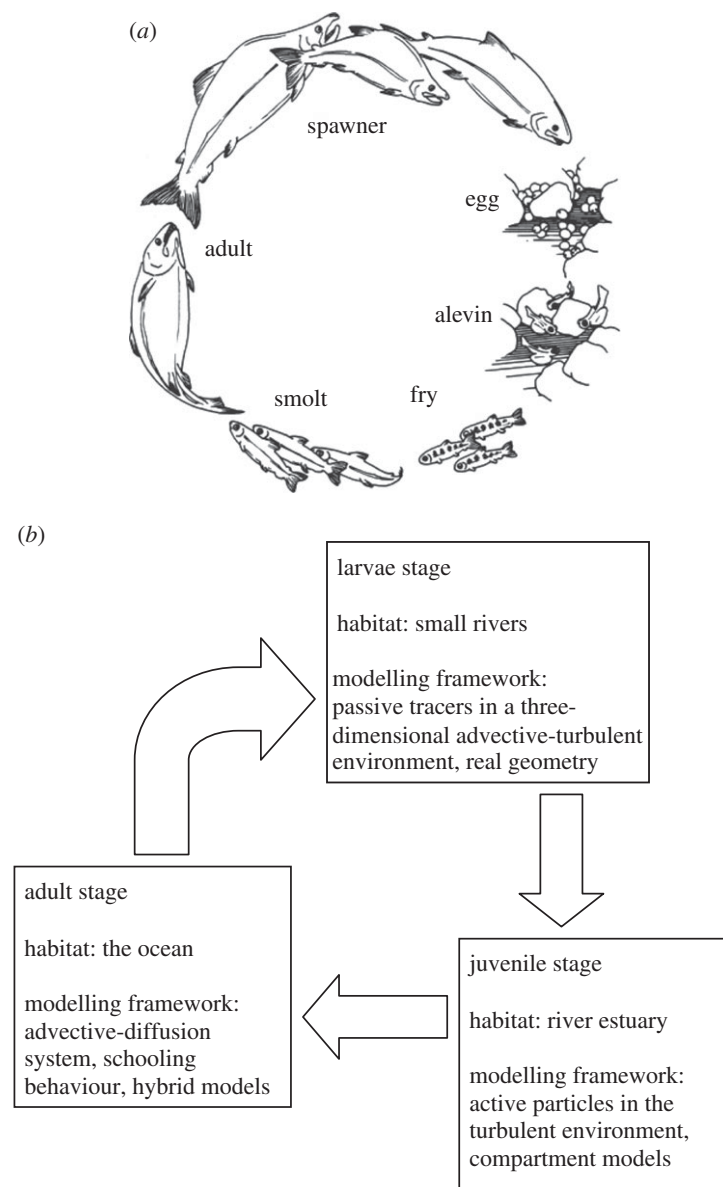 (a)
spawner
egg
adult
alevin
smolt
fry
(b)
larvae stage
habitat: small rivers
modelling framework:
passive tracers in a three-
dimensional advective-turbulent
environment, real geometry
juvenile stage
habitat: river estuary
modelling framework:
active particles in the
turbulent environment,
compartment models
adult stage
habitat: the ocean
modelling framework:
advective-diffusion
system, schooling
behaviour, hybrid models